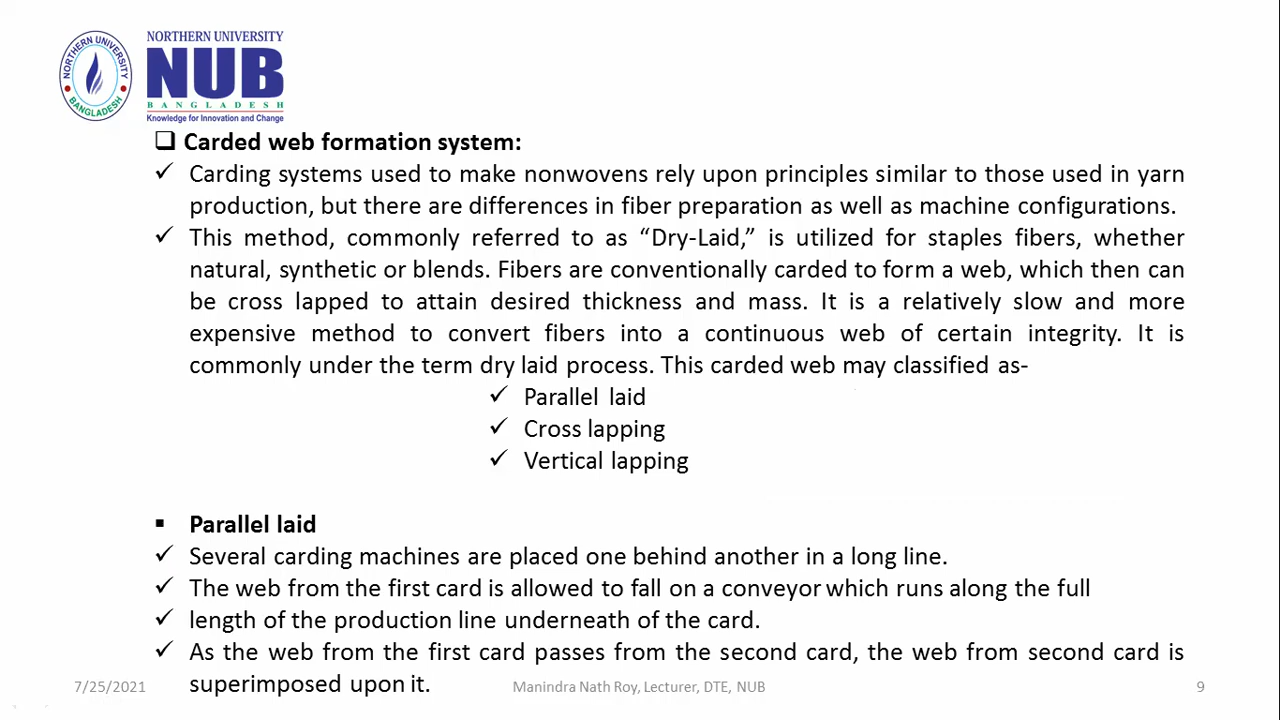 NORTHERN UNIVERSITY
BANGLADESH
NORTHERN UNIVERSITY
NUB
BANGLADESH
Knowledge for Innovation and Change
❑ Carded web formation system:
✓ Carding systems used to make nonwovens rely upon principles similar to those used in yarn
production, but there are differences in fiber preparation as well as machine configurations.
✓ This method, commonly referred to as “Dry-Laid,” is utilized for staples fibers, whether
natural, synthetic or blends. Fibers are conventionally carded to form a web, which then can
be cross lapped to attain desired thickness and mass. It is a relatively slow and more
expensive method to convert fibers into a continuous web of certain integrity. It is
commonly under the term dry laid process. This carded web may classified as-
✓ Parallel laid
✓ Cross lapping
✓ Vertical lapping
▪ Parallel laid
✓ Several carding machines are placed one behind another in a long line.
✓ The web from the first card is allowed to fall on a conveyor which runs along the full
✓ length of the production line underneath of the card.
✓ As the web from the first card passes from the second card, the web from second card is
superimposed upon it.
7/25/2021
Manindra Nath Roy, Lecturer, DTE, NUB
9